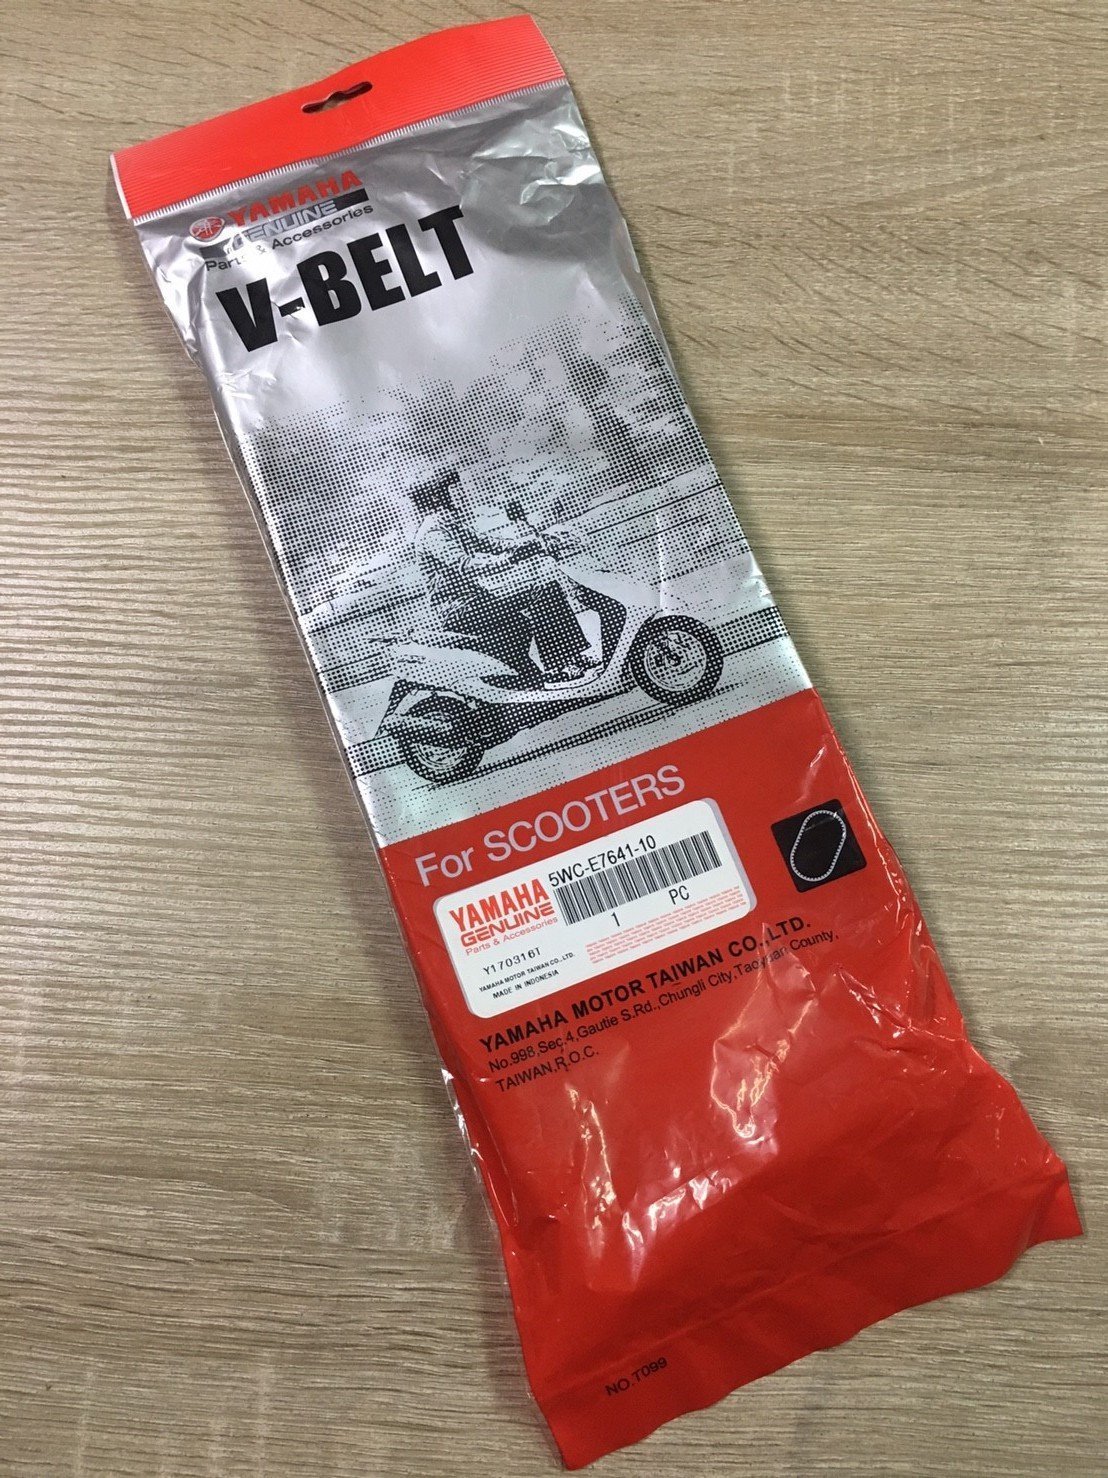 YAMAHA
GENUINE
Parts & Accessories
V-BELT
For SCOOTERS
5WC-E7641-10
YAMAHA
GENUINE
Parts & Accessories
1 PC
Y170316T
YAMAHA MOTOR TAIWAN CO.,LTD.
MADE IN INDONESIA
YAMAHA MOTOR TAIWAN CO.,LTD.
No.998,Sec.4,Gautie S.Rd.,Chungli City,Taoyuan County,
TAIWAN,R.O.C.
NO.T099